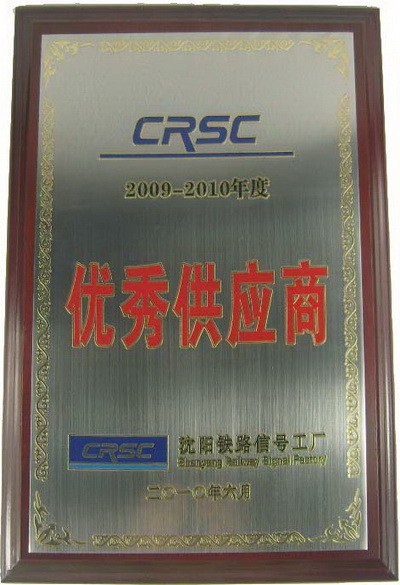 CRSC
2009-2010年度
优秀供应商
CRSC 沈阳铁路信号工厂
Shenyang Railway Signal Factory
二〇一〇年六月